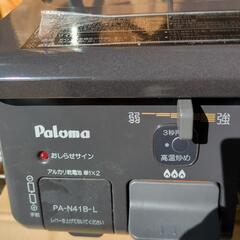 弱 強
Paloma
3秒押
高温炒め
おしらせサイン
アルカリ乾電池 単1×2
PA-N41B-L
レバーを上げてぬいてください